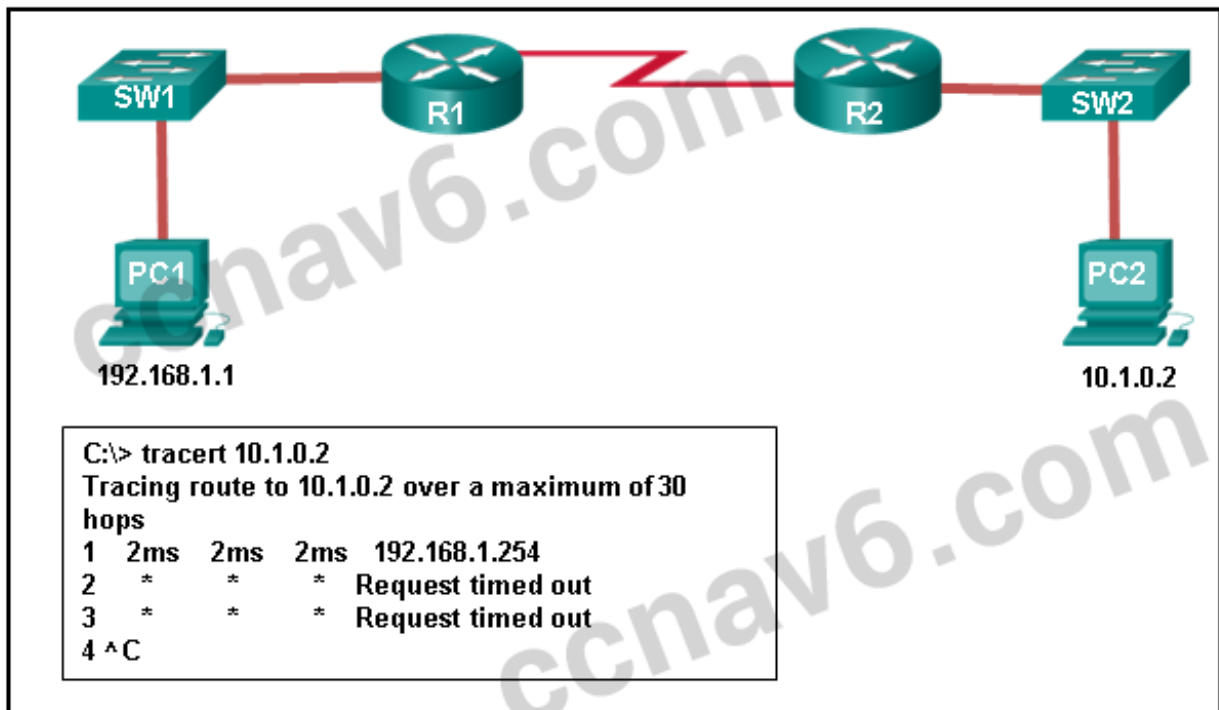 SW1
R1
R2
SW2
PC1
PC2
192.168.1.1
10.1.0.2
C:\> tracert 10.1.0.2
Tracing route to 10.1.0.2 over a maximum of 30
hops
1 2ms 2ms 2ms 192.168.1.254
2 * * * Request timed out
3 * * * Request timed out
4 ^C
ccnav6.com
ccnav6.com